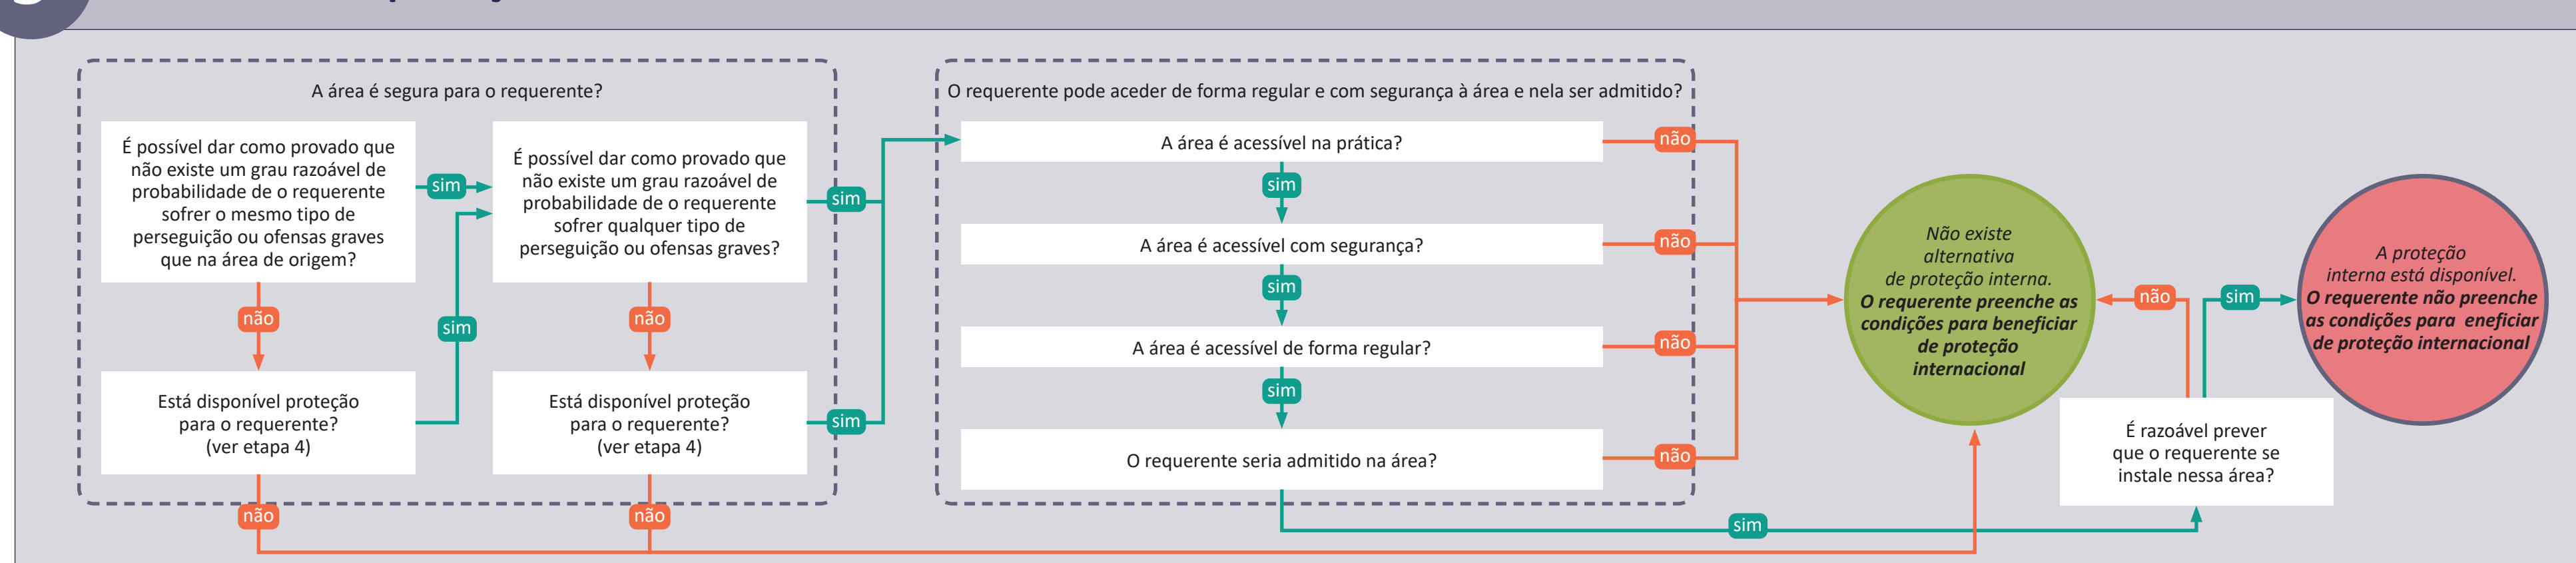 A área é segura para o requerente?
É possível dar como provado que
não existe um grau razoável de
probabilidade de o requerente
sofrer o mesmo tipo de
perseguição ou ofensas graves
que na área de origem?
sim
não
sim
Está disponível proteção
para o requerente?
(ver etapa 4)
não
É possível dar como provado que
não existe um grau razoável de
probabilidade de o requerente
sofrer qualquer tipo de
perseguição ou ofensas graves?
sim
não
Está disponível proteção
para o requerente?
(ver etapa 4)
sim
não
O requerente pode aceder de forma regular e com segurança à área e nela ser admitido?
A área é acessível na prática?
não
sim
A área é acessível com segurança?
não
sim
A área é acessível de forma regular?
não
sim
O requerente seria admitido na área?
não
sim
Não existe
alternativa
de proteção interna.
O requerente preenche as
condições para beneficiar
de proteção
internacional
não
sim
É razoável prever
que o requerente se
instale nessa área?
A proteção
interna está disponível.
O requerente não preenche
as condições para eneficiar
de proteção internacional